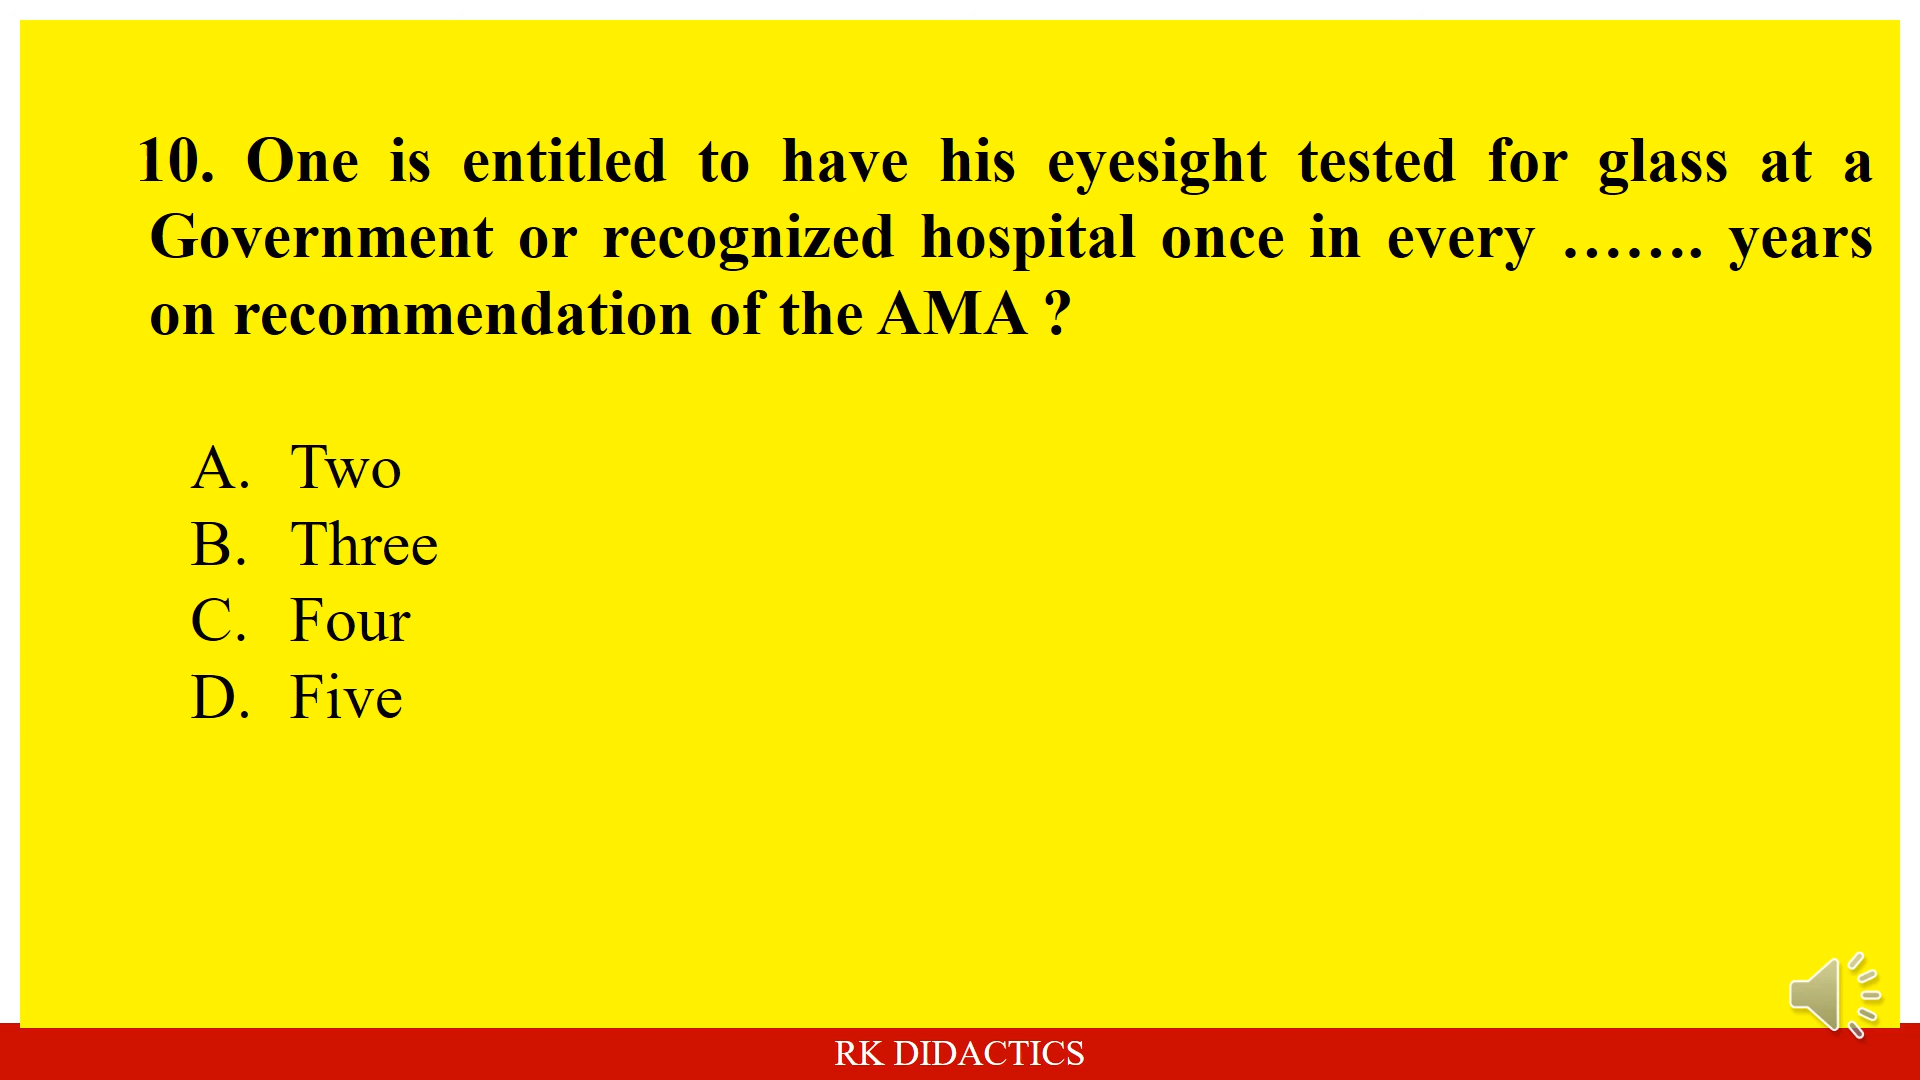 10. One is entitled to have his eyesight tested for glass at a
Government or recognized hospital once in every ……. years
on recommendation of the AMA ?
A. Two
B. Three
C. Four
D. Five
RK DIDACTICS